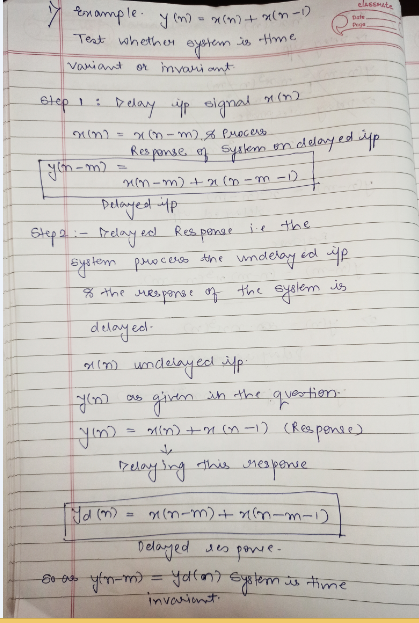 classmate
Date
Page
1) Example. y(n) = x(n) + x(n-1)
Test whether system is time
variant or invariant
Step 1 : Delay i/p signal x(n)
x(n) = x(n-m) & Process
Response of system on delayed i/p
y(n-m) =
x(n-m) + x(n-m-1)
Delayed i/p
Step 2 :- Delayed Response i.e the
system process the undelayed i/p
& the response of the system is
delayed.
x(n) undelayed i/p.
y(n) as given in the question.
y(n) = x(n) + x(n-1) (Response)
↓
Delaying this response
yd(n) = x(n-m) + x(n-m-1)
Delayed response.
So as y(n-m) = yd(n) System is time
invariant.